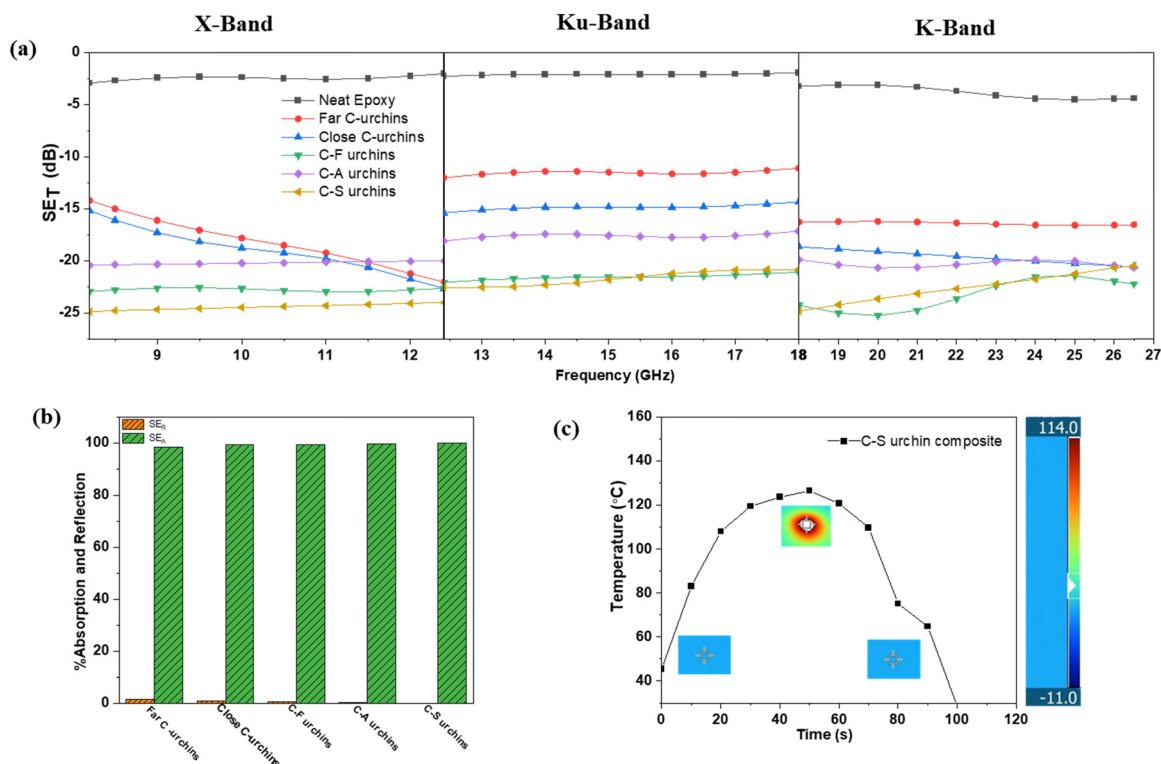 X-Band
Ku-Band
K-Band
(a)
0
-5
-10
-15
-20
-25
SET (dB)
Neat Epoxy
Far C-urchins
Close C-urchins
C-F urchins
C-A urchins
C-S urchins
9
10
11
12
13
14
15
16
17
18
19
20
21
22
23
24
25
26
27
Frequency (GHz)
(b)
SER
SEA
100
80
60
40
20
0
%Absorption and Reflection
Far C -urchins
Close C-urchins
C-F urchins
C-A urchins
C-S urchins
(c)
160
140
120
100
80
60
40
Temperature (°C)
C-S urchin composite
0
20
40
60
80
100
120
Time (s)
114.0
-11.0